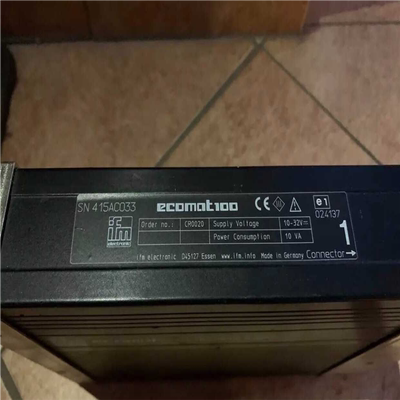 SN 415AC033
ecomat100 CE e1
024137
ifm electronic
Order no.: CR0020 Supply Voltage 10-32V
Power Consumption 10 VA
1
ifm electronic D45127 Essen www.ifm.info Made in Germany Connector →